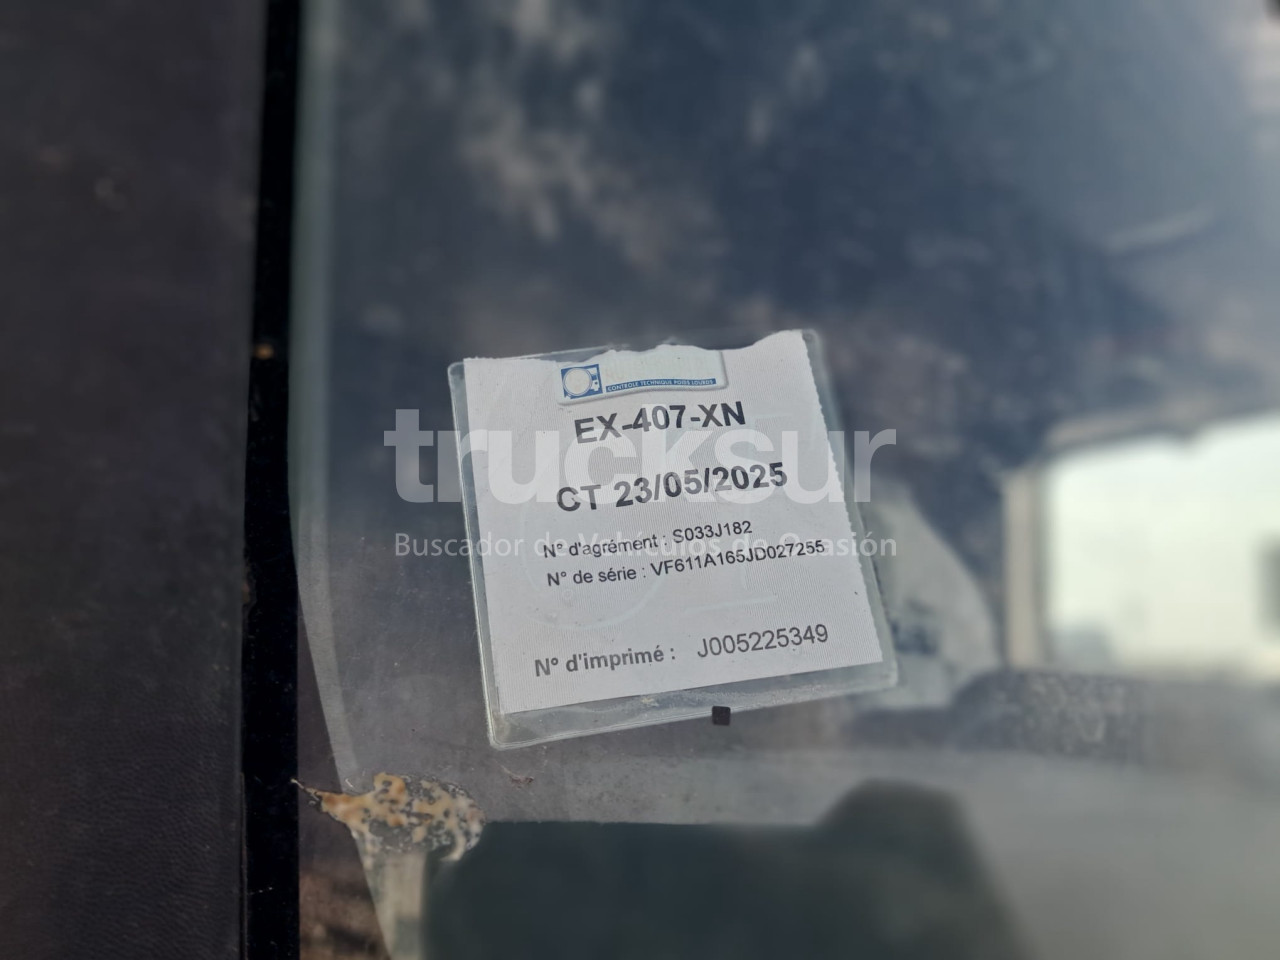 CONTROLE TECHNIQUE POIDS LOURDS
EX-407-XN
trucksur
CT 23/05/2025
Buscador de Vehículos de Ocasión
N° d'agrément : S033J182
N° de série : VF611A165JD027255
N° d'imprimé : J005225349